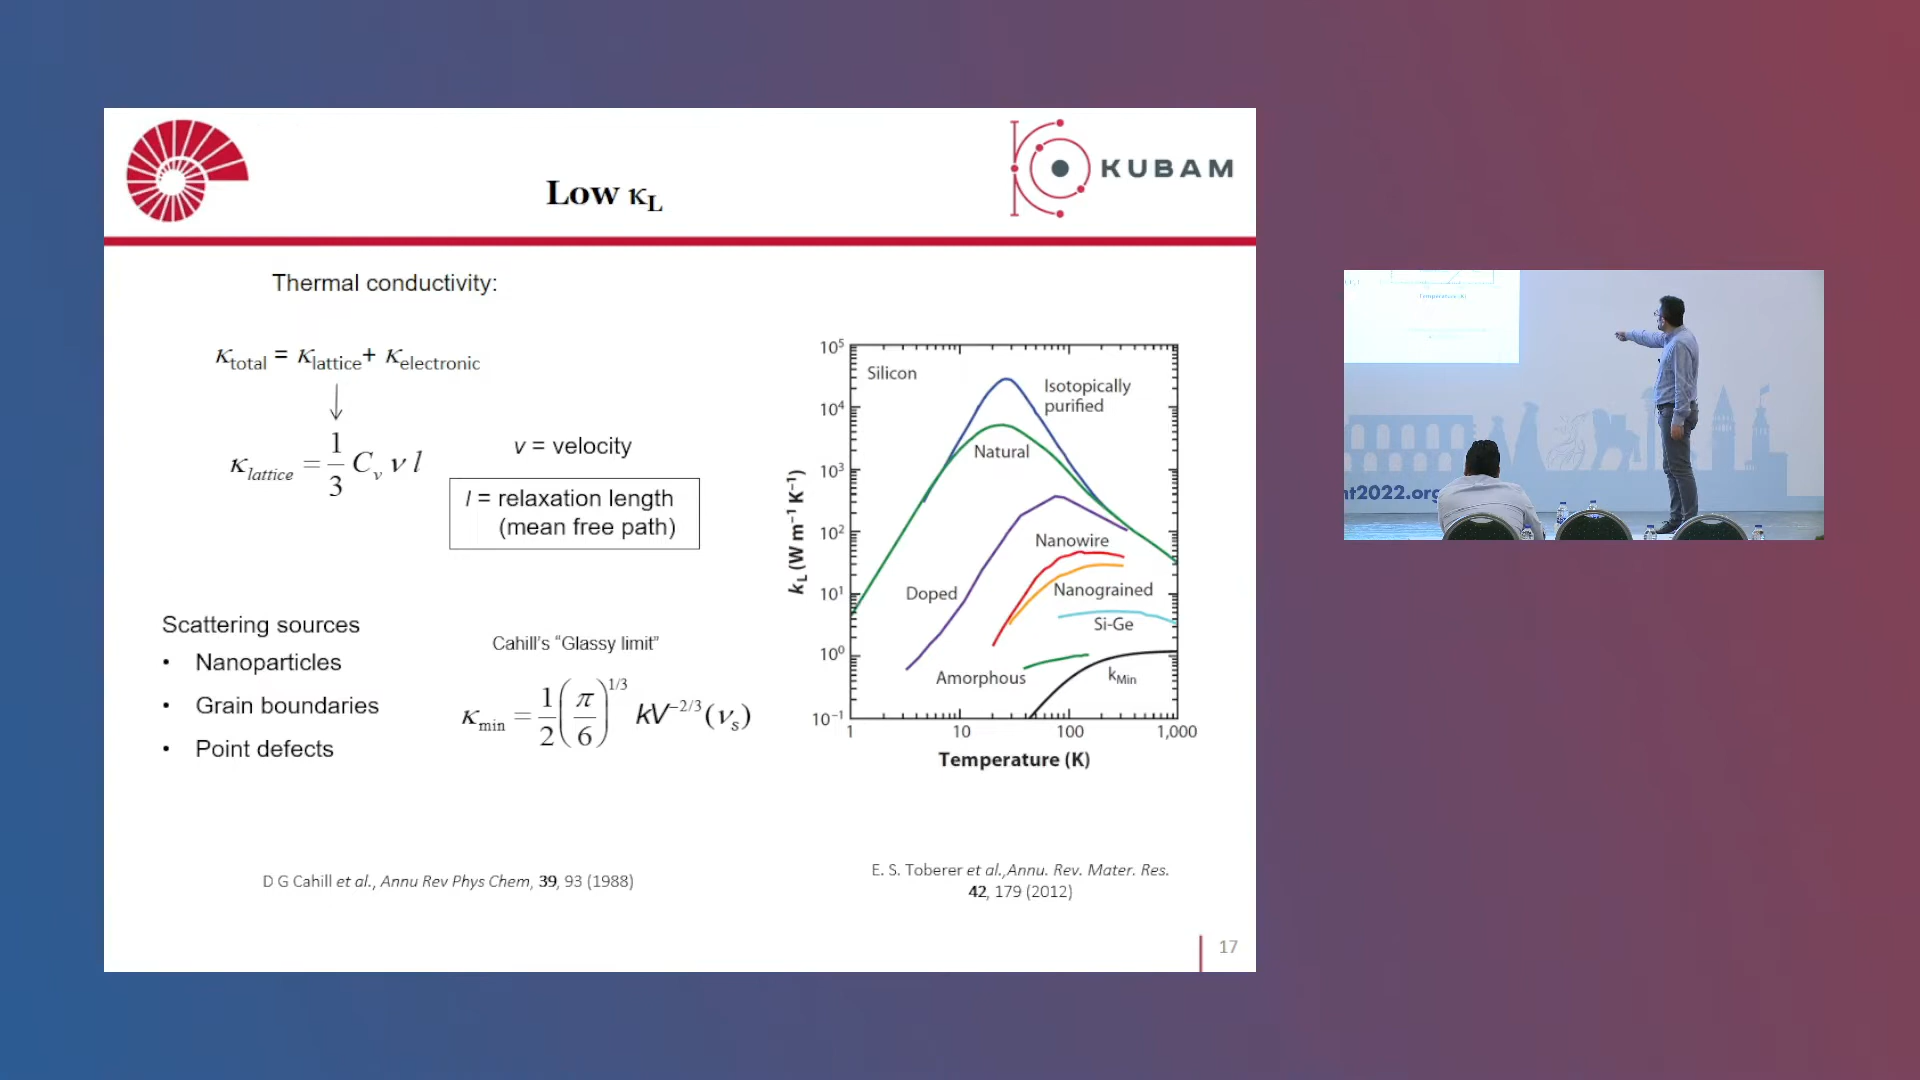 KUBAM
Low κL
Thermal conductivity:
κtotal = κlattice + κelectronic
κlattice = 1/3 Cv ν l
v = velocity
l = relaxation length
(mean free path)
Scattering sources
• Nanoparticles
• Grain boundaries
• Point defects
Cahill's "Glassy limit"
κmin = 1/2 (π/6)^1/3 kV^−2/3 (νs)
D G Cahill et al., Annu Rev Phys Chem, 39, 93 (1988)
kL (W m−1 K−1)
10^5
10^4
10^3
10^2
10^1
10^0
10^−1
Silicon
Isotopically
purified
Natural
Nanowire
Doped
Nanograined
Si-Ge
Amorphous
kMin
1 10 100 1,000
Temperature (K)
E. S. Toberer et al.,Annu. Rev. Mater. Res.
42, 179 (2012)
17
Temperature (K)
nt2022.org